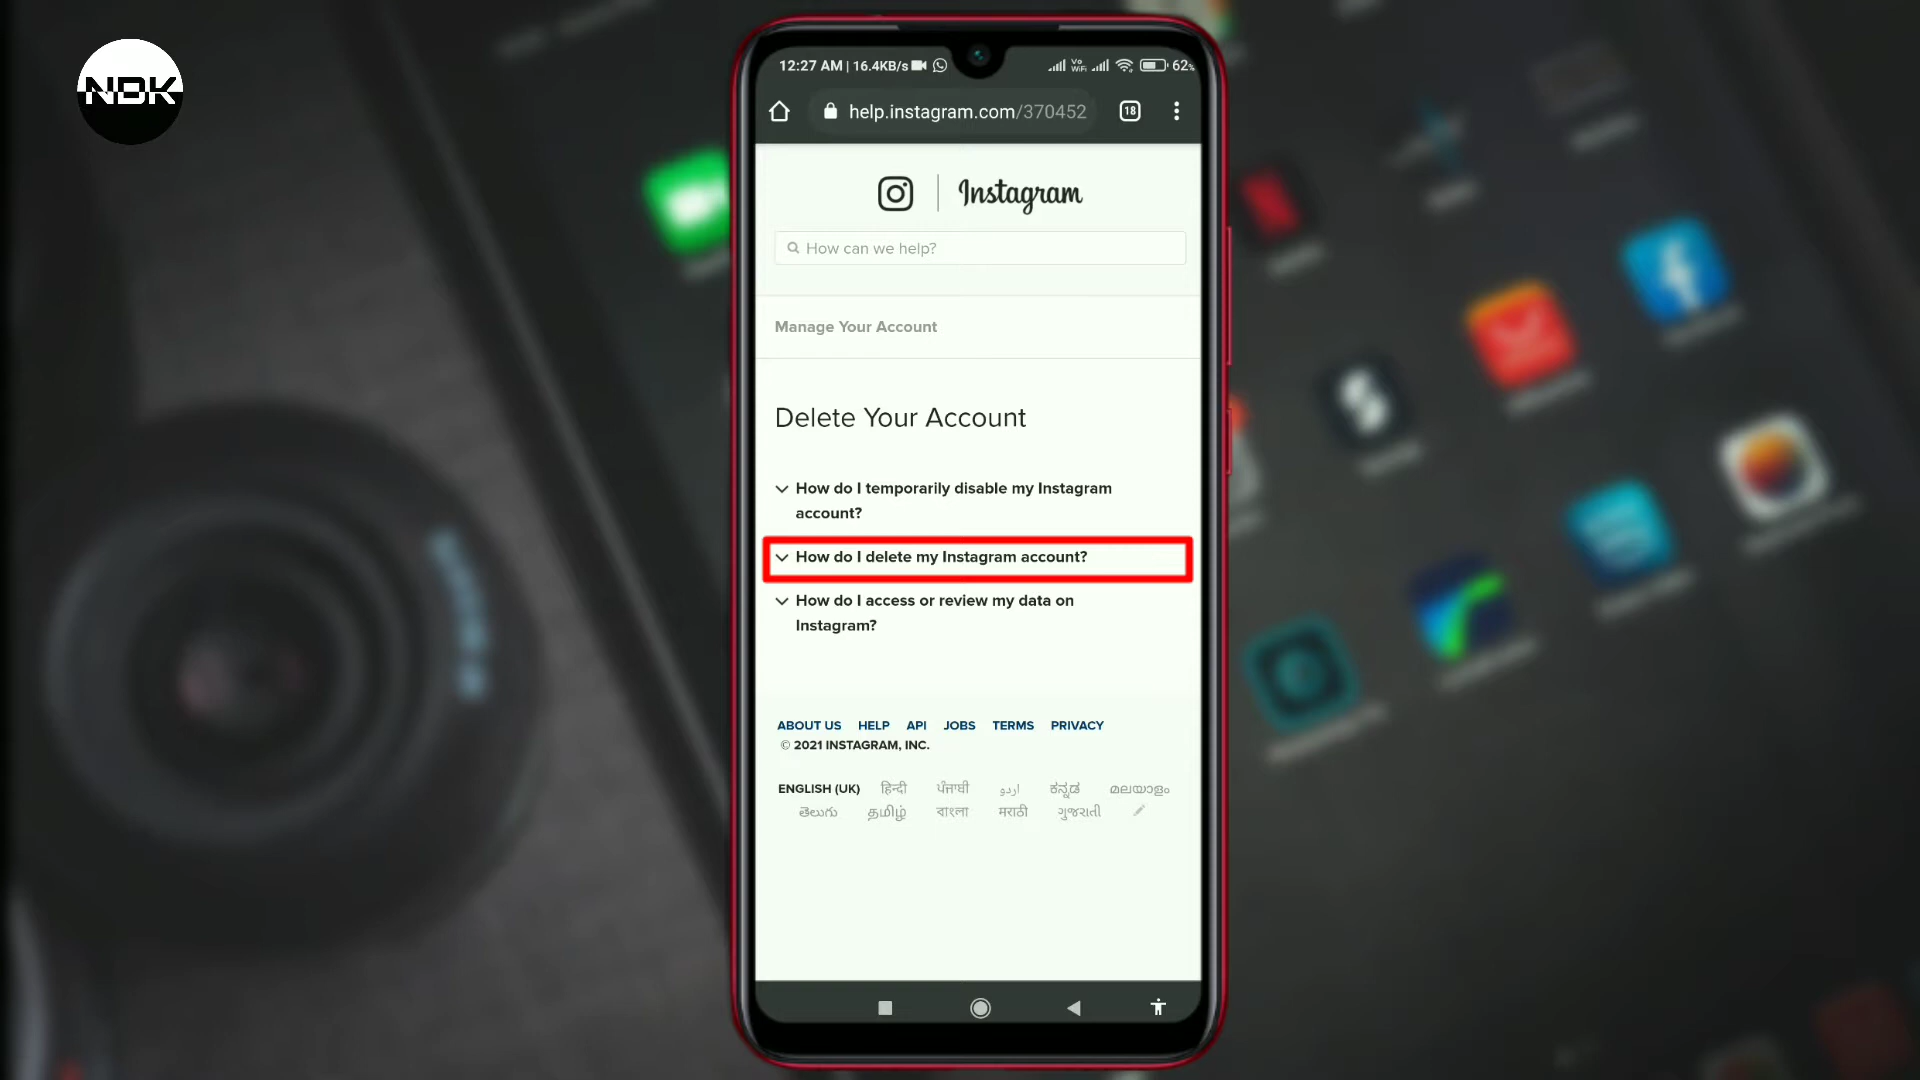 NBK
12:27 AM | 16.4KB/s Vo WiFi 62%
help.instagram.com/370452 18
Instagram
How can we help?
Manage Your Account
Delete Your Account
How do I temporarily disable my Instagram
account?
How do I delete my Instagram account?
How do I access or review my data on
Instagram?
ABOUT US HELP API JOBS TERMS PRIVACY
© 2021 INSTAGRAM, INC.
ENGLISH (UK) हिन्दी ਪੰਜਾਬੀ اردو ಕನ್ನಡ മലയാളം
తెలుగు தமிழ் বাংলা मराठी ગુજરાતી